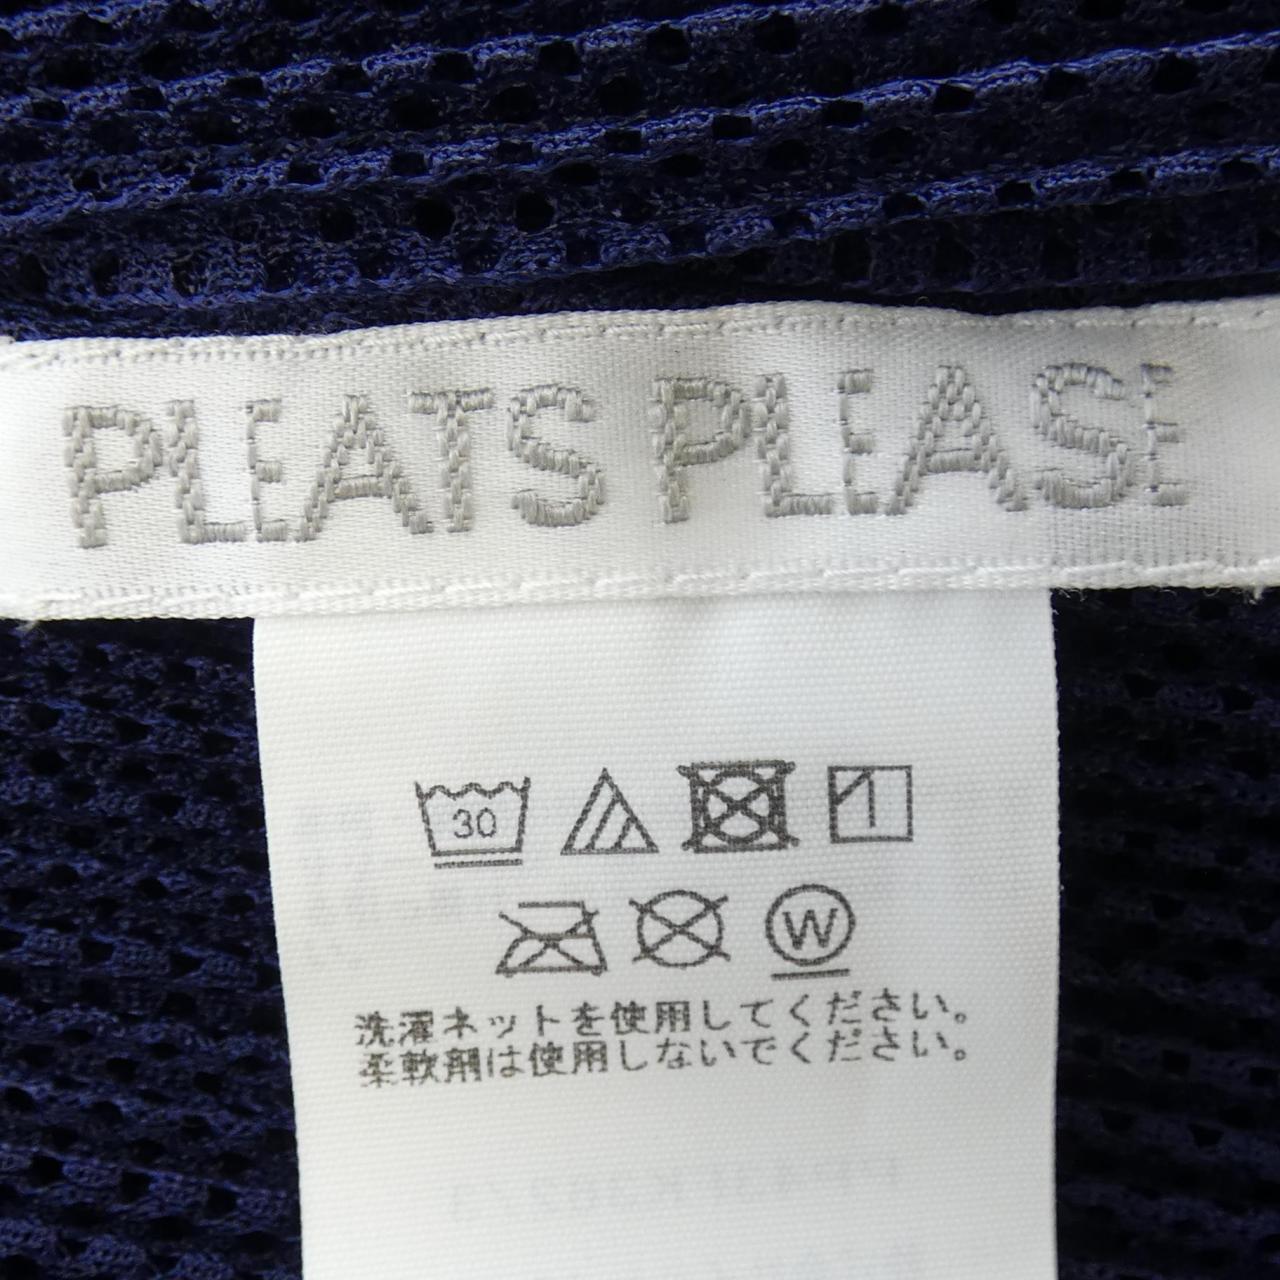 PLEATS PLEASE
30
W
洗濯ネットを使用してください。
柔軟剤は使用しないでください。